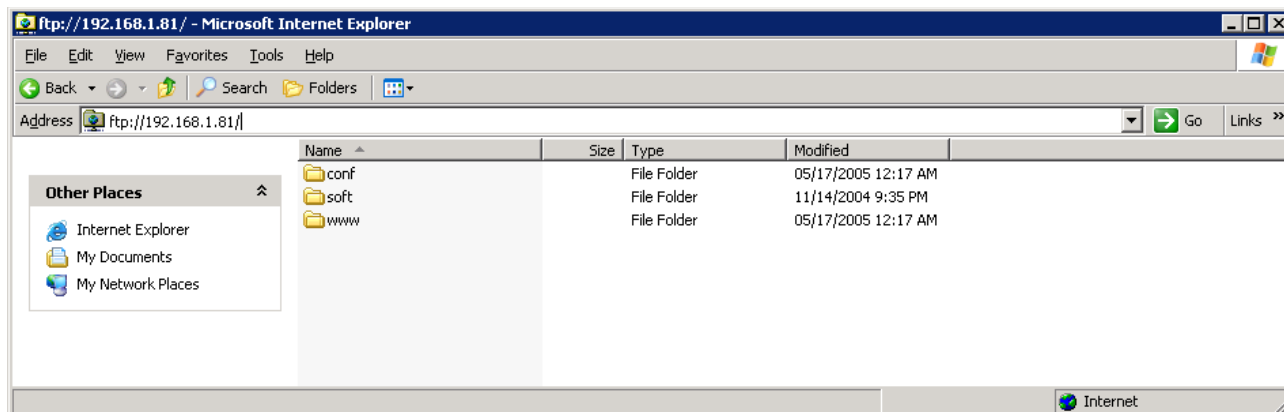 ftp://192.168.1.81/ - Microsoft Internet Explorer
File Edit View Favorites Tools Help
Back Search Folders
Address ftp://192.168.1.81/ Go Links »
Name Size Type Modified
conf File Folder 05/17/2005 12:17 AM
soft File Folder 11/14/2004 9:35 PM
www File Folder 05/17/2005 12:17 AM
Other Places
Internet Explorer
My Documents
My Network Places
Internet